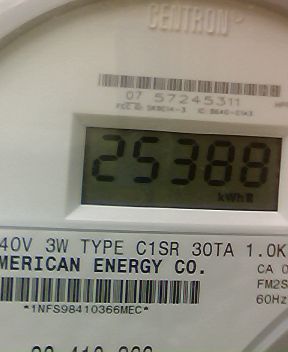 CENTRON
07 57245311
25388
kWh
40V 3W TYPE C1SR 30TA 1.0K
MERICAN ENERGY CO.
CA 0
FM2S
60Hz
*1NFS98410366MEC*